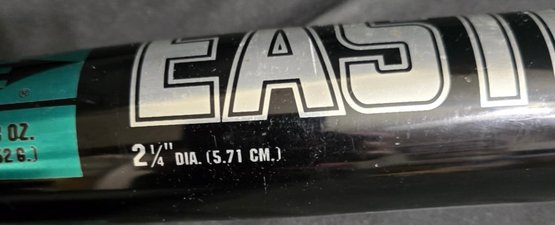 EAST
® 
OZ.
2¼" DIA. (5.71 CM.)
G.)